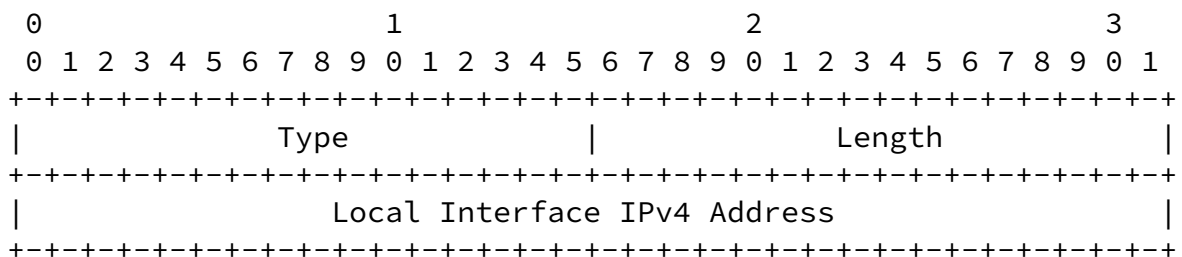 0                   1                   2                   3
 0 1 2 3 4 5 6 7 8 9 0 1 2 3 4 5 6 7 8 9 0 1 2 3 4 5 6 7 8 9 0 1
+-+-+-+-+-+-+-+-+-+-+-+-+-+-+-+-+-+-+-+-+-+-+-+-+-+-+-+-+-+-+-+-+
|              Type             |             Length            |
+-+-+-+-+-+-+-+-+-+-+-+-+-+-+-+-+-+-+-+-+-+-+-+-+-+-+-+-+-+-+-+-+
|                 Local Interface IPv4 Address                  |
+-+-+-+-+-+-+-+-+-+-+-+-+-+-+-+-+-+-+-+-+-+-+-+-+-+-+-+-+-+-+-+-+